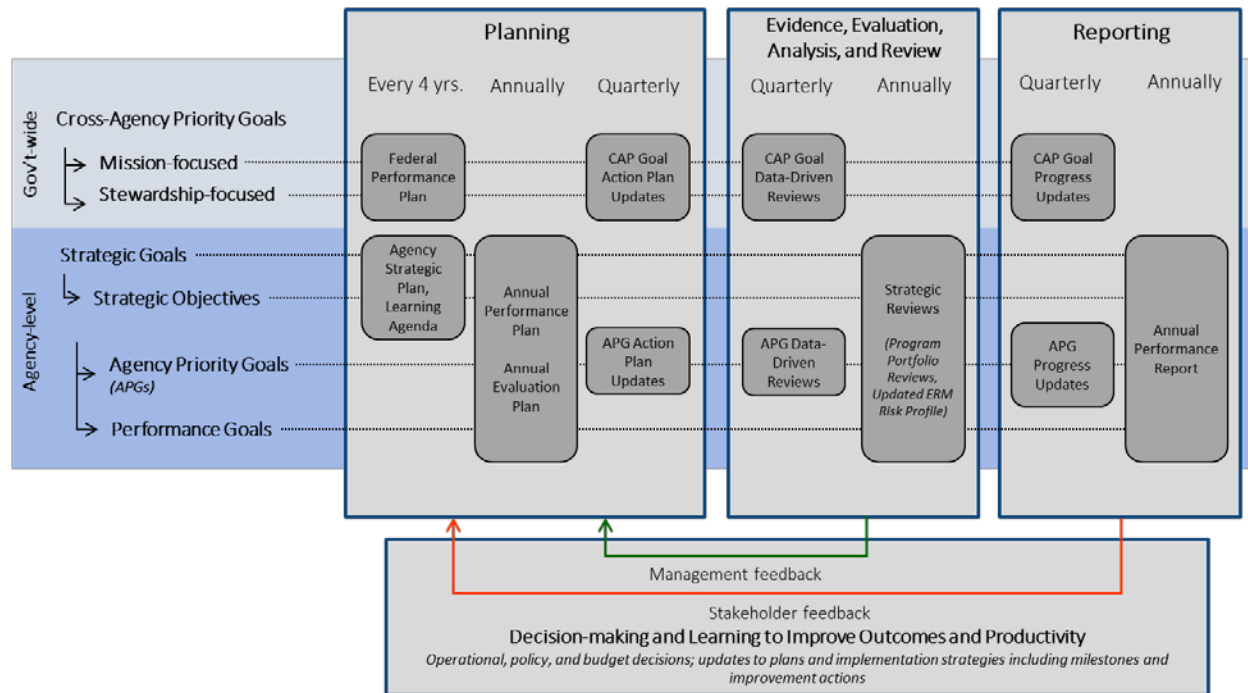 Planning
Evidence, Evaluation,
Analysis, and Review
Reporting
Every 4 yrs.
Annually
Quarterly
Quarterly
Annually
Quarterly
Annually
Gov't-wide
Cross-Agency Priority Goals
Mission-focused
Stewardship-focused
Federal
Performance
Plan
CAP Goal
Action Plan
Updates
CAP Goal
Data-Driven
Reviews
CAP Goal
Progress
Updates
Agency-level
Strategic Goals
Strategic Objectives
Agency Priority Goals
(APGs)
Performance Goals
Agency
Strategic
Plan,
Learning
Agenda
Annual
Performance
Plan
Annual
Evaluation
Plan
APG Action
Plan
Updates
APG Data-
Driven
Reviews
Strategic
Reviews
(Program
Portfolio
Reviews,
Updated ERM
Risk Profile)
APG
Progress
Updates
Annual
Performance
Report
Management feedback
Stakeholder feedback
Decision-making and Learning to Improve Outcomes and Productivity
Operational, policy, and budget decisions; updates to plans and implementation strategies including milestones and
improvement actions